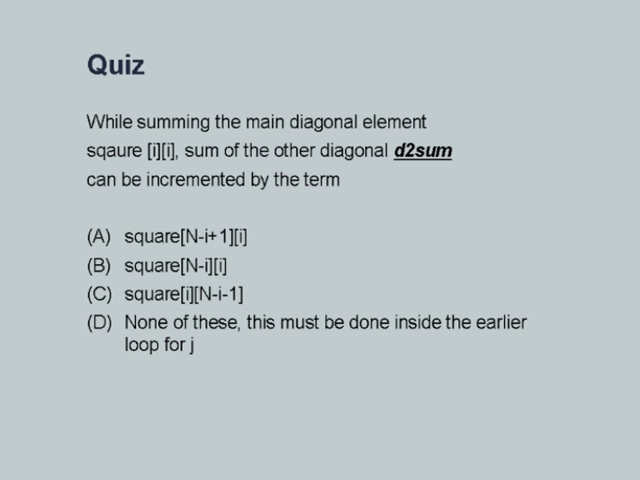 Quiz
While summing the main diagonal element
sqaure [i][i], sum of the other diagonal d2sum
can be incremented by the term
(A) square[N-i+1][i]
(B) square[N-i][i]
(C) square[i][N-i-1]
(D) None of these, this must be done inside the earlier
loop for j